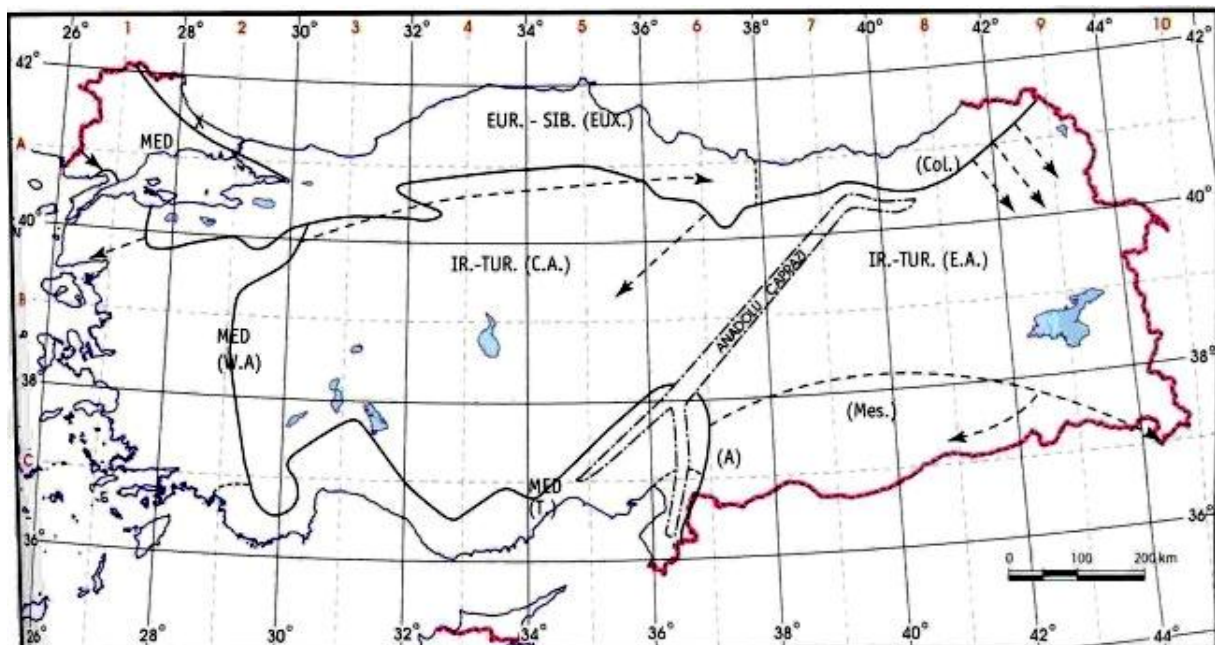 1 2 3 4 5 6 7 8 9 10
26° 28° 30° 32° 34° 36° 38° 40° 42° 42°
42°
EUR. - SIB. (EUX.)
X
MED
A
(Col.)
40°
40°
IR.-TUR. (C.A.)
IR.-TUR. (E.A.)
ANADOLU ÇAPRAZI
B
MED
(W.A)
38°
38°
(Mes.)
C
(A)
MED
(T.)
36°
36°
0 100 200 km
26° 28° 30° 32° 34° 36° 38° 40° 42° 44°